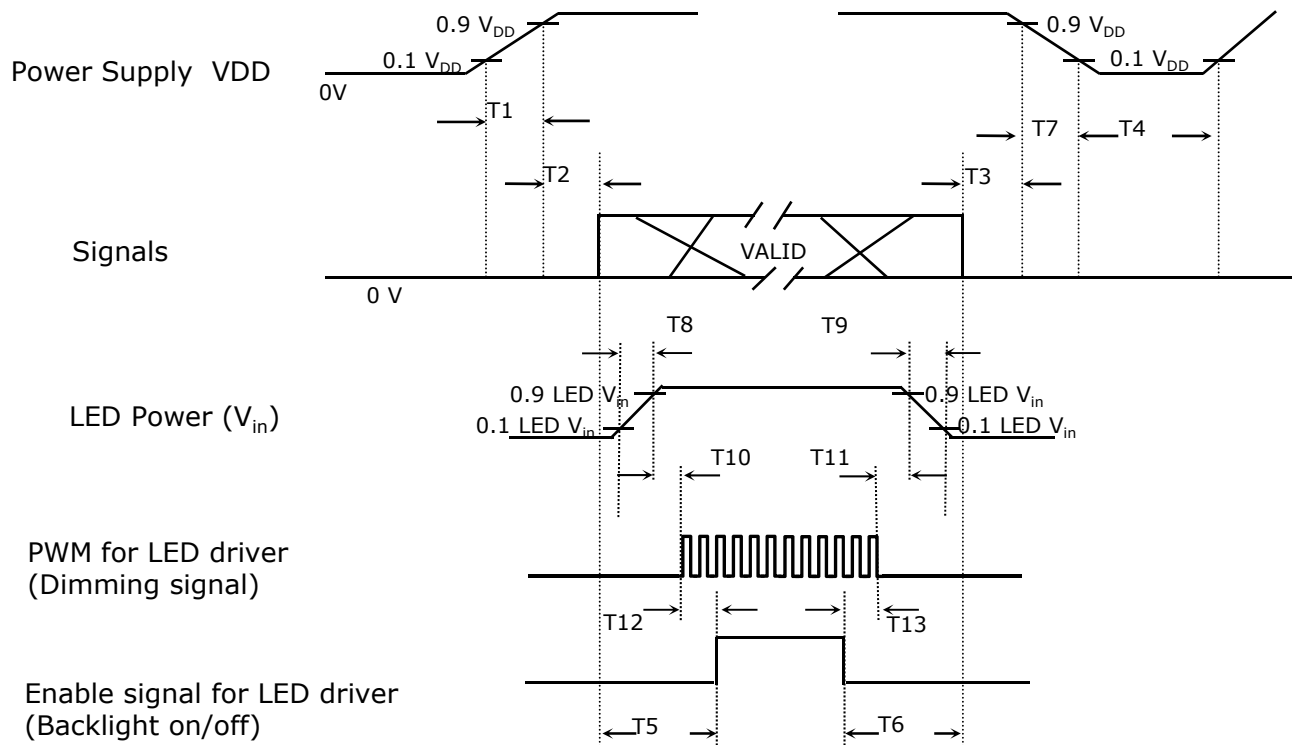 0.9 VDD
0.9 VDD
0.1 VDD
0.1 VDD
Power Supply VDD
0V
T1
T7
T4
T2
T3
Signals
VALID
0 V
T8
T9
0.9 LED Vin
0.9 LED Vin
LED Power (Vin)
0.1 LED Vin
0.1 LED Vin
T10
T11
PWM for LED driver
(Dimming signal)
T12
T13
Enable signal for LED driver
(Backlight on/off)
T5
T6